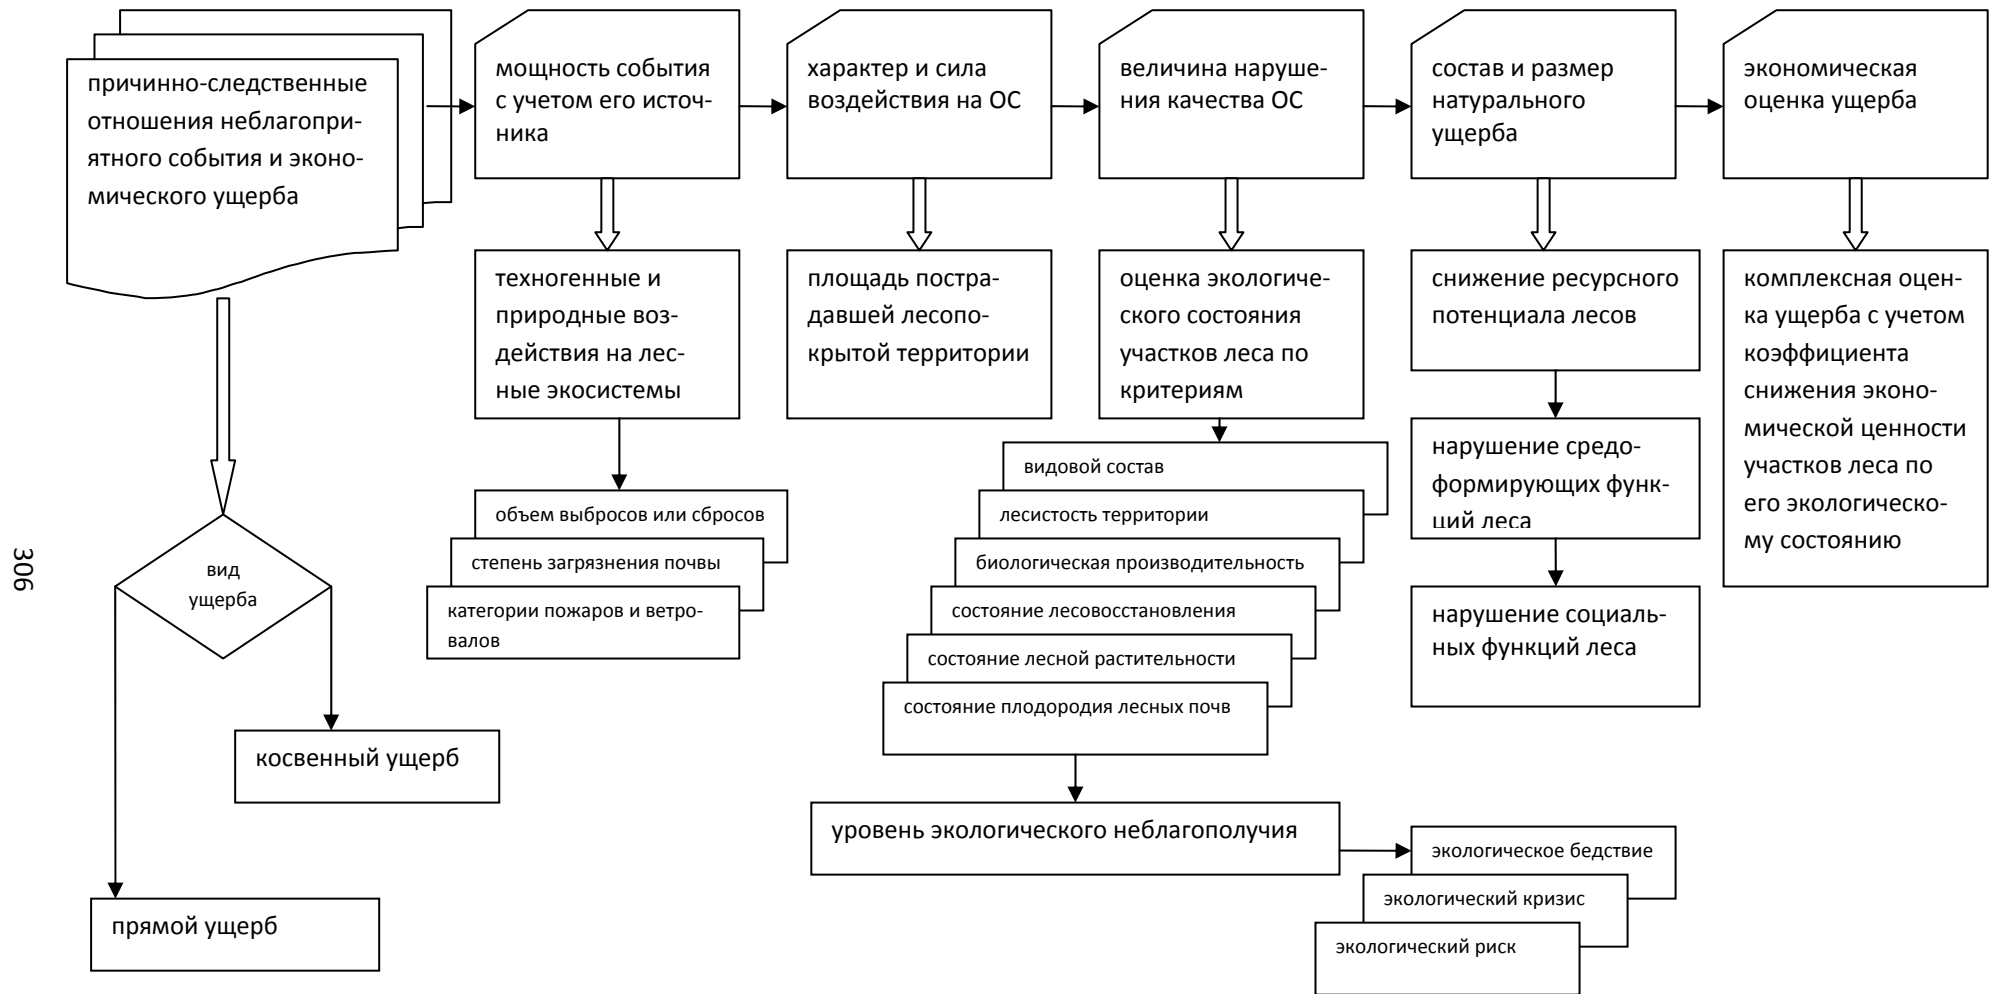 причинно-следственные
отношения неблагопри-
ятного события и эконо-
мического ущерба
мощность события
с учетом его источ-
ника
характер и сила
воздействия на ОС
величина наруше-
ния качества ОС
состав и размер
натурального
ущерба
экономическая
оценка ущерба
техногенные и
природные воз-
действия на лес-
ные экосистемы
площадь постра-
давшей лесопо-
крытой территории
оценка экологиче-
ского состояния
участков леса по
критериям
снижение ресурсного
потенциала лесов
комплексная оцен-
ка ущерба с учетом
коэффициента
снижения эконо-
мической ценности
участков леса по
его экологическо-
му состоянию
нарушение средо-
формирующих функ-
ций леса
нарушение социаль-
ных функций леса
объем выбросов или сбросов
степень загрязнения почвы
категории пожаров и ветро-
валов
видовой состав
лесистость территории
биологическая производительность
состояние лесовосстановления
состояние лесной растительности
состояние плодородия лесных почв
вид
ущерба
косвенный ущерб
прямой ущерб
уровень экологического неблагополучия
экологическое бедствие
экологический кризис
экологический риск
306